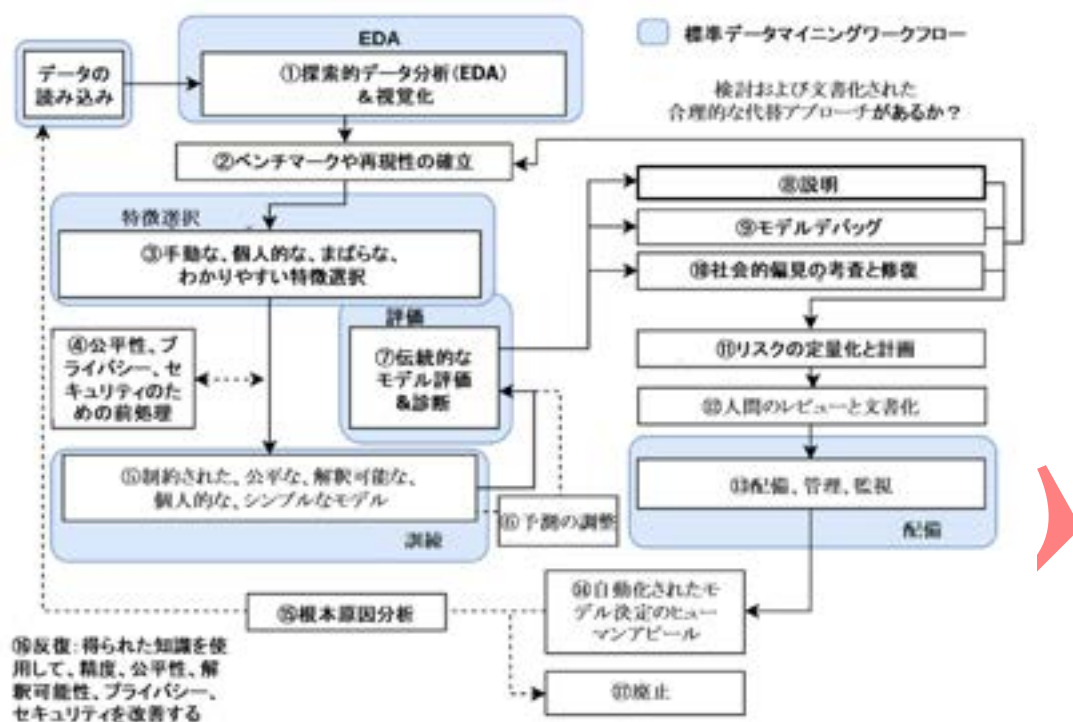 EDA
標準データマイニングワークフロー
データの
読み込み
①探索的データ分析(EDA)
&視覚化
検討および文書化された
合理的な代替アプローチがあるか？
②ベンチマークや再現性の確立
特徴選択
③手動な、個人的な、まばらな、
わかりやすい特徴選択
⑧説明
⑨モデルデバッグ
⑩社会的偏見の考査と修復
評価
④公平性、プ
ライバシー、セ
キュリティのため
の前処理
⑦伝統的な
モデル評価
&診断
⑪リスクの定量化と計画
⑫人間のレビューと文書化
⑤制約された、公平な、解釈可能な、
個人的な、シンプルなモデル
訓練
⑥予測の調整
⑬配備、管理、監視
配備
⑭自動化されたモ
デル決定のヒュー
マンアピール
⑮根本原因分析
⑯反復：得られた知識を使
用して、精度、公平性、解
釈可能性、プライバシー、
セキュリティを改善する
⑰廃止